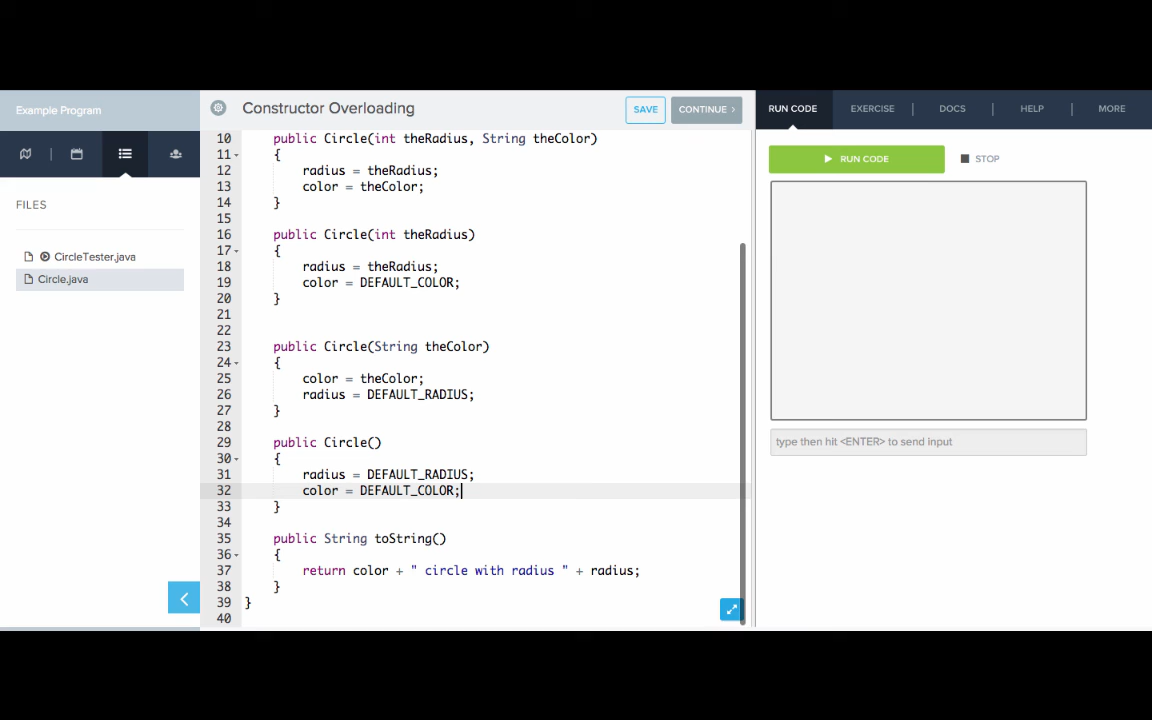 Example Program
Constructor Overloading
SAVE
CONTINUE >
RUN CODE
EXERCISE
DOCS
HELP
MORE
FILES
CircleTester.java
Circle.java
10 public Circle(int theRadius, String theColor)
11 {
12 radius = theRadius;
13 color = theColor;
14 }
15
16 public Circle(int theRadius)
17 {
18 radius = theRadius;
19 color = DEFAULT_COLOR;
20 }
21
22
23 public Circle(String theColor)
24 {
25 color = theColor;
26 radius = DEFAULT_RADIUS;
27 }
28
29 public Circle()
30 {
31 radius = DEFAULT_RADIUS;
32 color = DEFAULT_COLOR;
33 }
34
35 public String toString()
36 {
37 return color + " circle with radius " + radius;
38 }
39 }
40
RUN CODE
STOP
type then hit <ENTER> to send input